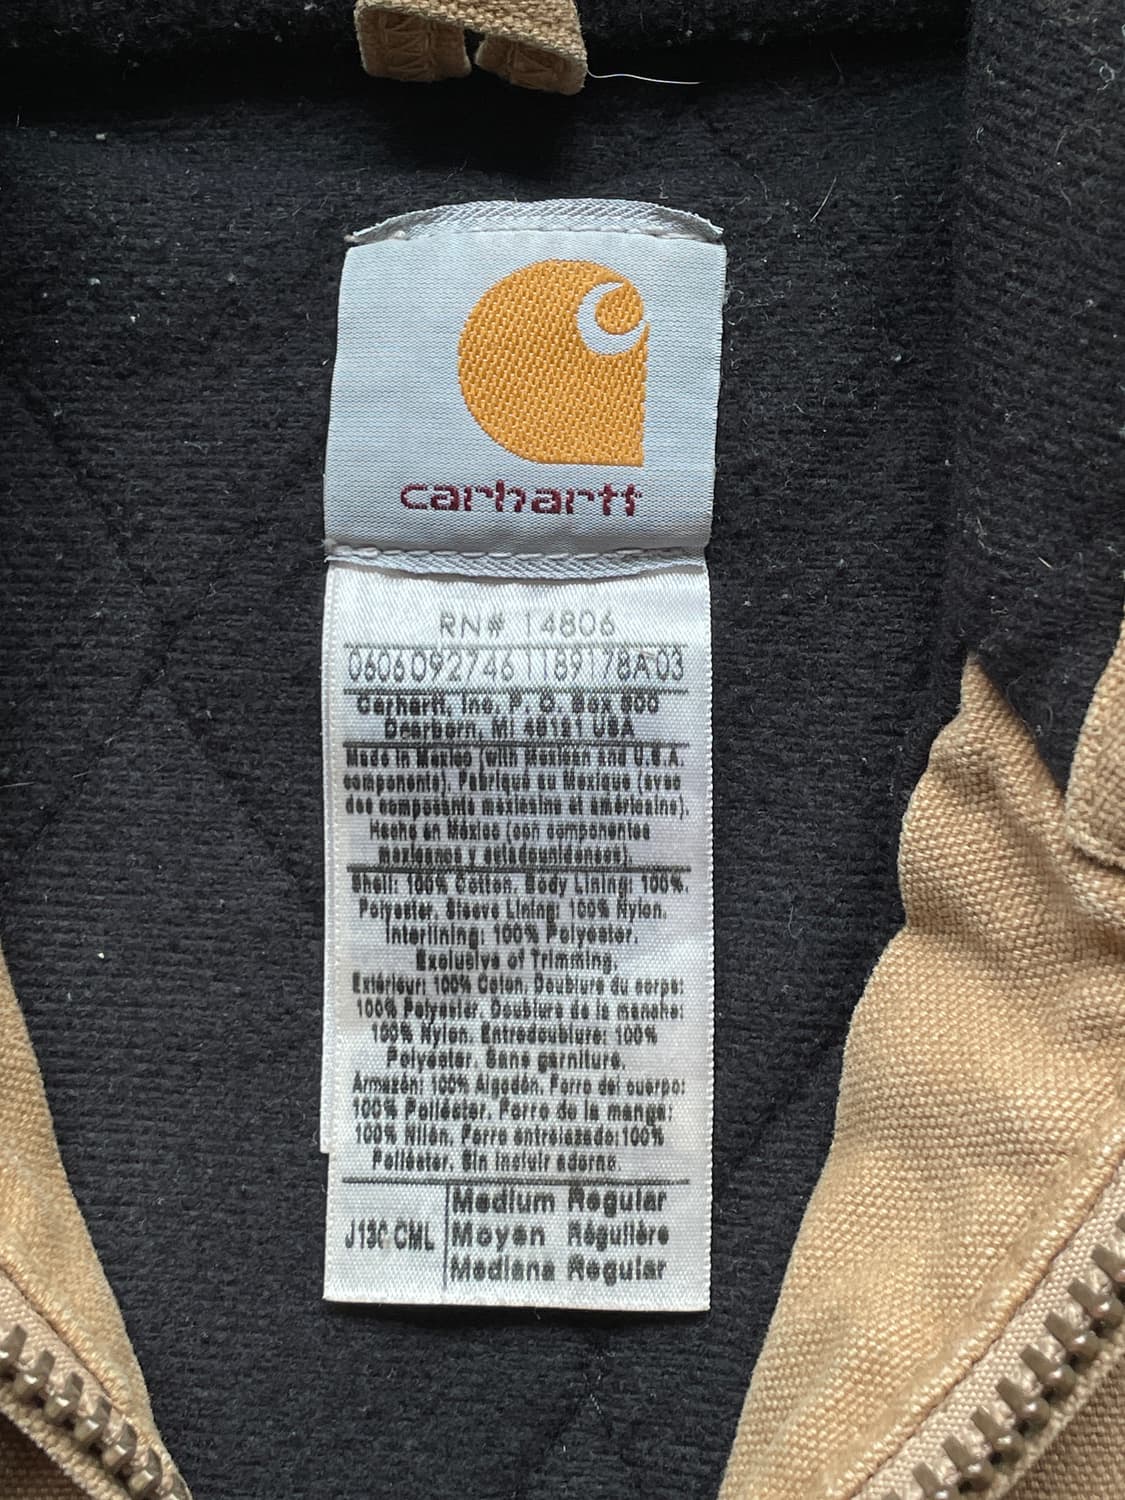 carhartt
RN# 14806
0606092746 1189178A 03
Carhartt, Inc. P. O. Box 600
Dearborn, MI 48121 USA
Made in Mexico (with Mexican and U.S.A.
components). Fabriqué au Mexique (avec
des composants mexicains et américains).
Hecho en México (con componentes
mexicanos y estadounidenses).
Shell: 100% Cotton. Body Lining: 100%.
Polyester. Sleeve Lining: 100% Nylon.
Interlining: 100% Polyester.
Exclusive of Trimming.
Extérieur: 100% Coton. Doublure du corps:
100% Polyester. Doublure de la manche:
100% Nylon. Entredoublure: 100%
Polyéster. Sans garniture.
Armazón: 100% Algodón. Forro del cuerpo:
100% Poliéster. Forro de la manga:
100% Nilón. Forro entrelazado: 100%
Poliéster. Sin incluir adorno.
J130 CML
Medium Regular
Moyen Régulière
Mediana Regular